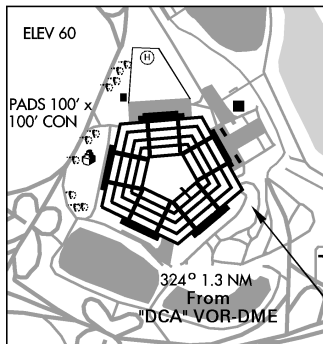 ELEV 60
H
PADS 100' x
100' CON
324° 1.3 NM
From
"DCA" VOR-DME